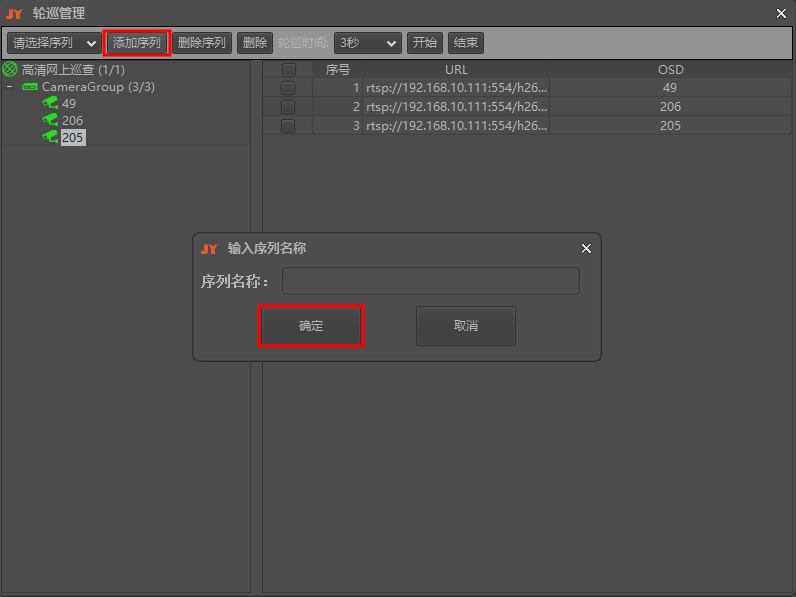 JY 轮巡管理
请选择序列 添加序列 删除序列 删除 轮巡时间: 3秒 开始 结束
高清网上巡查 (1/1)
CameraGroup (3/3)
49
206
205
序号 URL OSD
1 rtsp://192.168.10.111:554/h26... 49
2 rtsp://192.168.10.111:554/h26... 206
3 rtsp://192.168.10.111:554/h26... 205
JY 输入序列名称
序列名称：
确定 取消